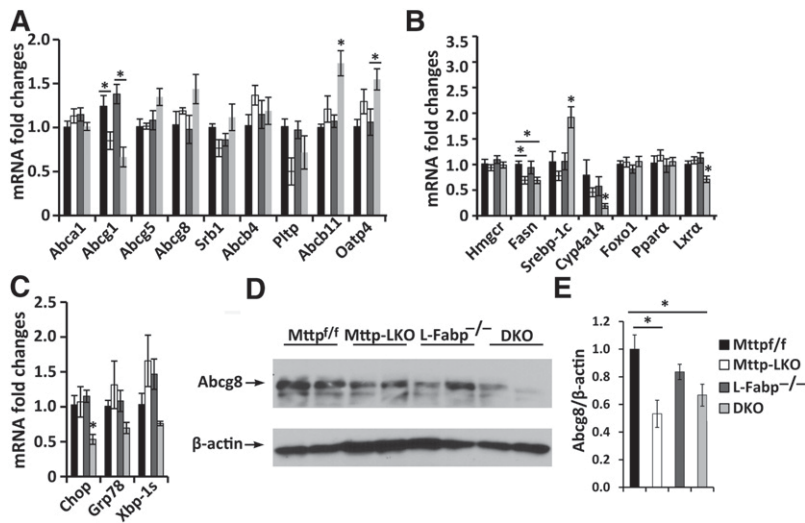 A
mRNA fold changes
2.0
1.5
1.0
0.5
0
Abca1
Abcg1
Abcg5
Abcg8
Srb1
Abcb4
Pltp
Abcb11
Oatp4
* * * *
B
mRNA fold changes
3.5
3.0
2.5
2.0
1.5
1.0
0.5
0
Hmgcr
Fasn
Srebp-1c
Cyp4a14
Foxo1
Pparα
Lxrα
* * * * *
C
mRNA fold changes
2.5
2.0
1.5
1.0
0.5
0
Chop
Grp78
Xbp-1s
*
D
Mttpf/f Mttp-LKO L-Fabp−/− DKO
Abcg8
β-actin
E
Abcg8/β-actin
1.2
1.0
0.8
0.6
0.4
0.2
0.0
* *
Mttpf/f
Mttp-LKO
L-Fabp−/−
DKO